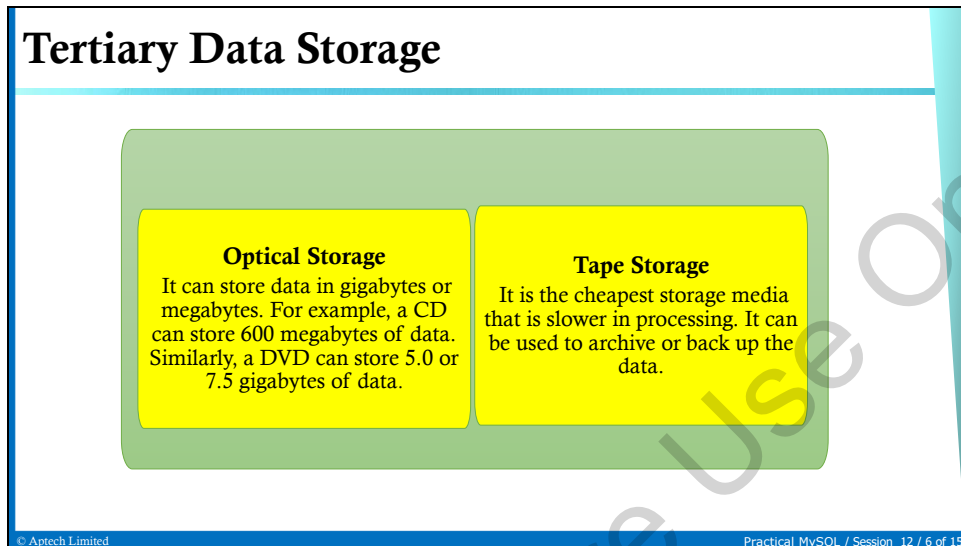 Tertiary Data Storage
Optical Storage
It can store data in gigabytes or
megabytes. For example, a CD
can store 600 megabytes of data.
Similarly, a DVD can store 5.0 or
7.5 gigabytes of data.
Tape Storage
It is the cheapest storage media
that is slower in processing. It can
be used to archive or back up the
data.
Use
© Aptech Limited
Practical MySQL / Session 12 / 6 of 15